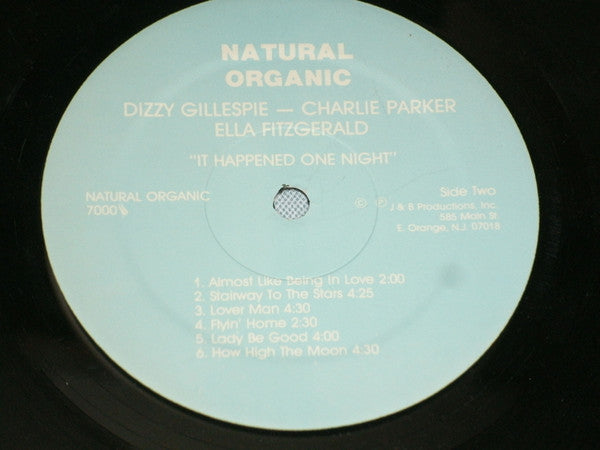 NATURAL
ORGANIC
DIZZY GILLESPIE — CHARLIE PARKER
ELLA FITZGERALD
"IT HAPPENED ONE NIGHT"
NATURAL ORGANIC
7000
Side Two
© ℗ J & B Productions, Inc.
585 Main St
E. Orange, N.J. 07018
1. Almost Like Being In Love 2:00
2. Stairway To The Stars 4:25
3. Lover Man 4:30
4. Flyin' Home 2:30
5. Lady Be Good 4:00
6. How High The Moon 4:30